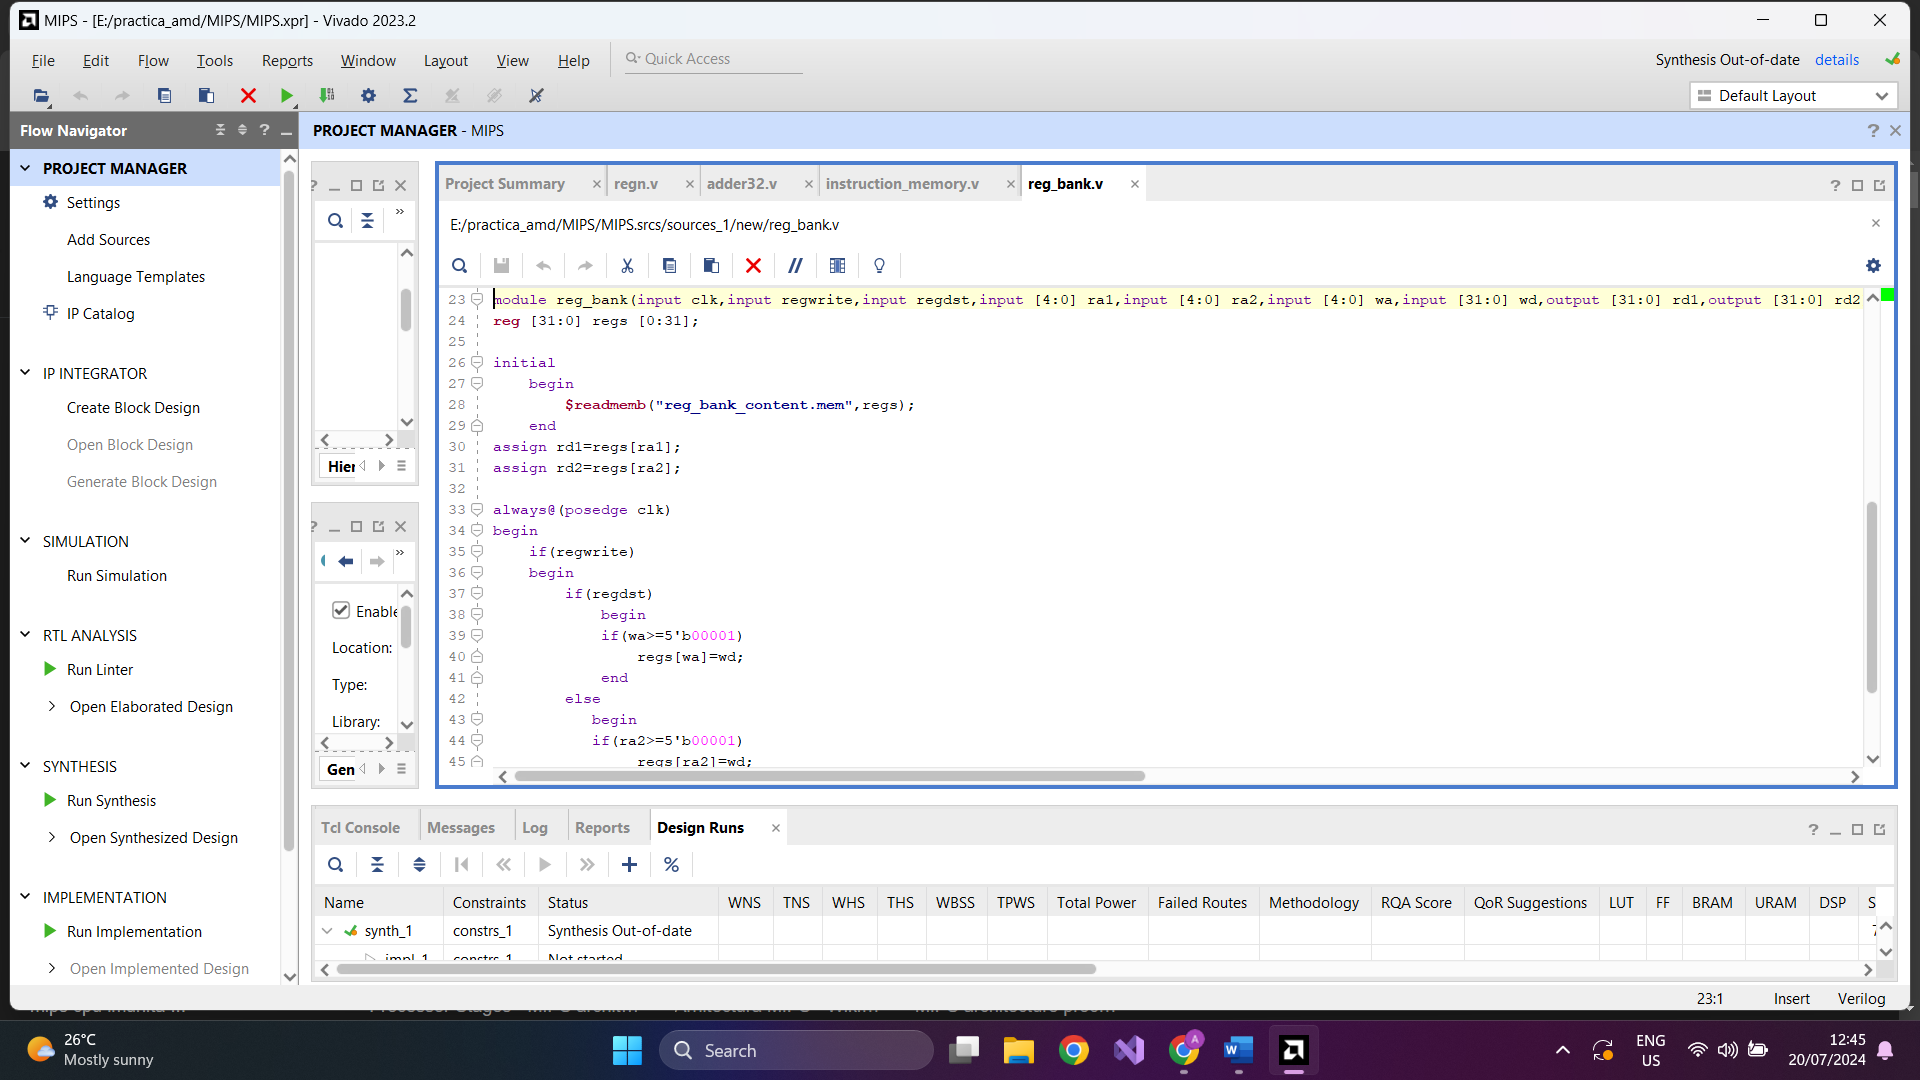 MIPS - [E:/practica_amd/MIPS/MIPS.xpr] - Vivado 2023.2
File Edit Flow Tools Reports Window Layout View Help Quick Access
Synthesis Out-of-date details
Default Layout
Flow Navigator
PROJECT MANAGER - MIPS
PROJECT MANAGER
Settings
Add Sources
Language Templates
IP Catalog
IP INTEGRATOR
Create Block Design
Open Block Design
Generate Block Design
SIMULATION
Run Simulation
RTL ANALYSIS
Run Linter
Open Elaborated Design
SYNTHESIS
Run Synthesis
Open Synthesized Design
IMPLEMENTATION
Run Implementation
Open Implemented Design
Hier
Enable
Location:
Type:
Library:
Gen
Project Summary regn.v adder32.v instruction_memory.v reg_bank.v
E:/practica_amd/MIPS/MIPS.srcs/sources_1/new/reg_bank.v
23 module reg_bank(input clk,input regwrite,input regdst,input [4:0] ra1,input [4:0] ra2,input [4:0] wa,input [31:0] wd,output [31:0] rd1,output [31:0] rd2
24 reg [31:0] regs [0:31];
25
26 initial
27 begin
28 $readmemb("reg_bank_content.mem",regs);
29 end
30 assign rd1=regs[ra1];
31 assign rd2=regs[ra2];
32
33 always@(posedge clk)
34 begin
35 if(regwrite)
36 begin
37 if(regdst)
38 begin
39 if(wa>=5'b00001)
40 regs[wa]=wd;
41 end
42 else
43 begin
44 if(ra2>=5'b00001)
45 regs[ra2]=wd;
Tcl Console Messages Log Reports Design Runs
Name Constraints Status WNS TNS WHS THS WBSS TPWS Total Power Failed Routes Methodology RQA Score QoR Suggestions LUT FF BRAM URAM DSP S
synth_1 constrs_1 Synthesis Out-of-date
impl_1 constrs_1 Not started
23:1 Insert Verilog
26°C
Mostly sunny
Search
ENG
US
12:45
20/07/2024